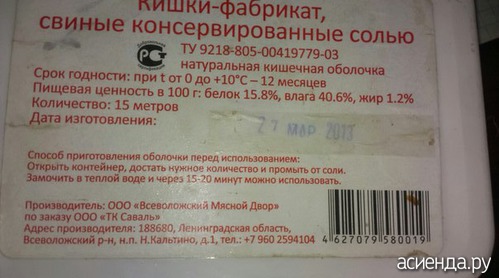 Кишки-фабрикат,
свиные консервированные солью
ТУ 9218-805-00419779-03
натуральная кишечная оболочка
Срок годности: при t от 0 до +10°С – 12 месяцев
Пищевая ценность в 100 г: белок 15.8%, влага 40.6%, жир 1.2%
Количество: 15 метров
Дата изготовления:
27 МАР 2013
Способ приготовления оболочки перед использованием:
Открыть контейнер, достать нужное количество и промыть от соли.
Замочить в теплой воде и через 15-20 минут можно использовать.
Производитель: ООО «Всеволожский Мясной Двор»
по заказу ООО «ТК Саваль»
Адрес производителя: 188680, Ленинградская область,
Всеволожский р-н, н.п. Н.Кальтино, д.1, тел.: +7 960 2594104
4 627079 580019
асиенда.ру